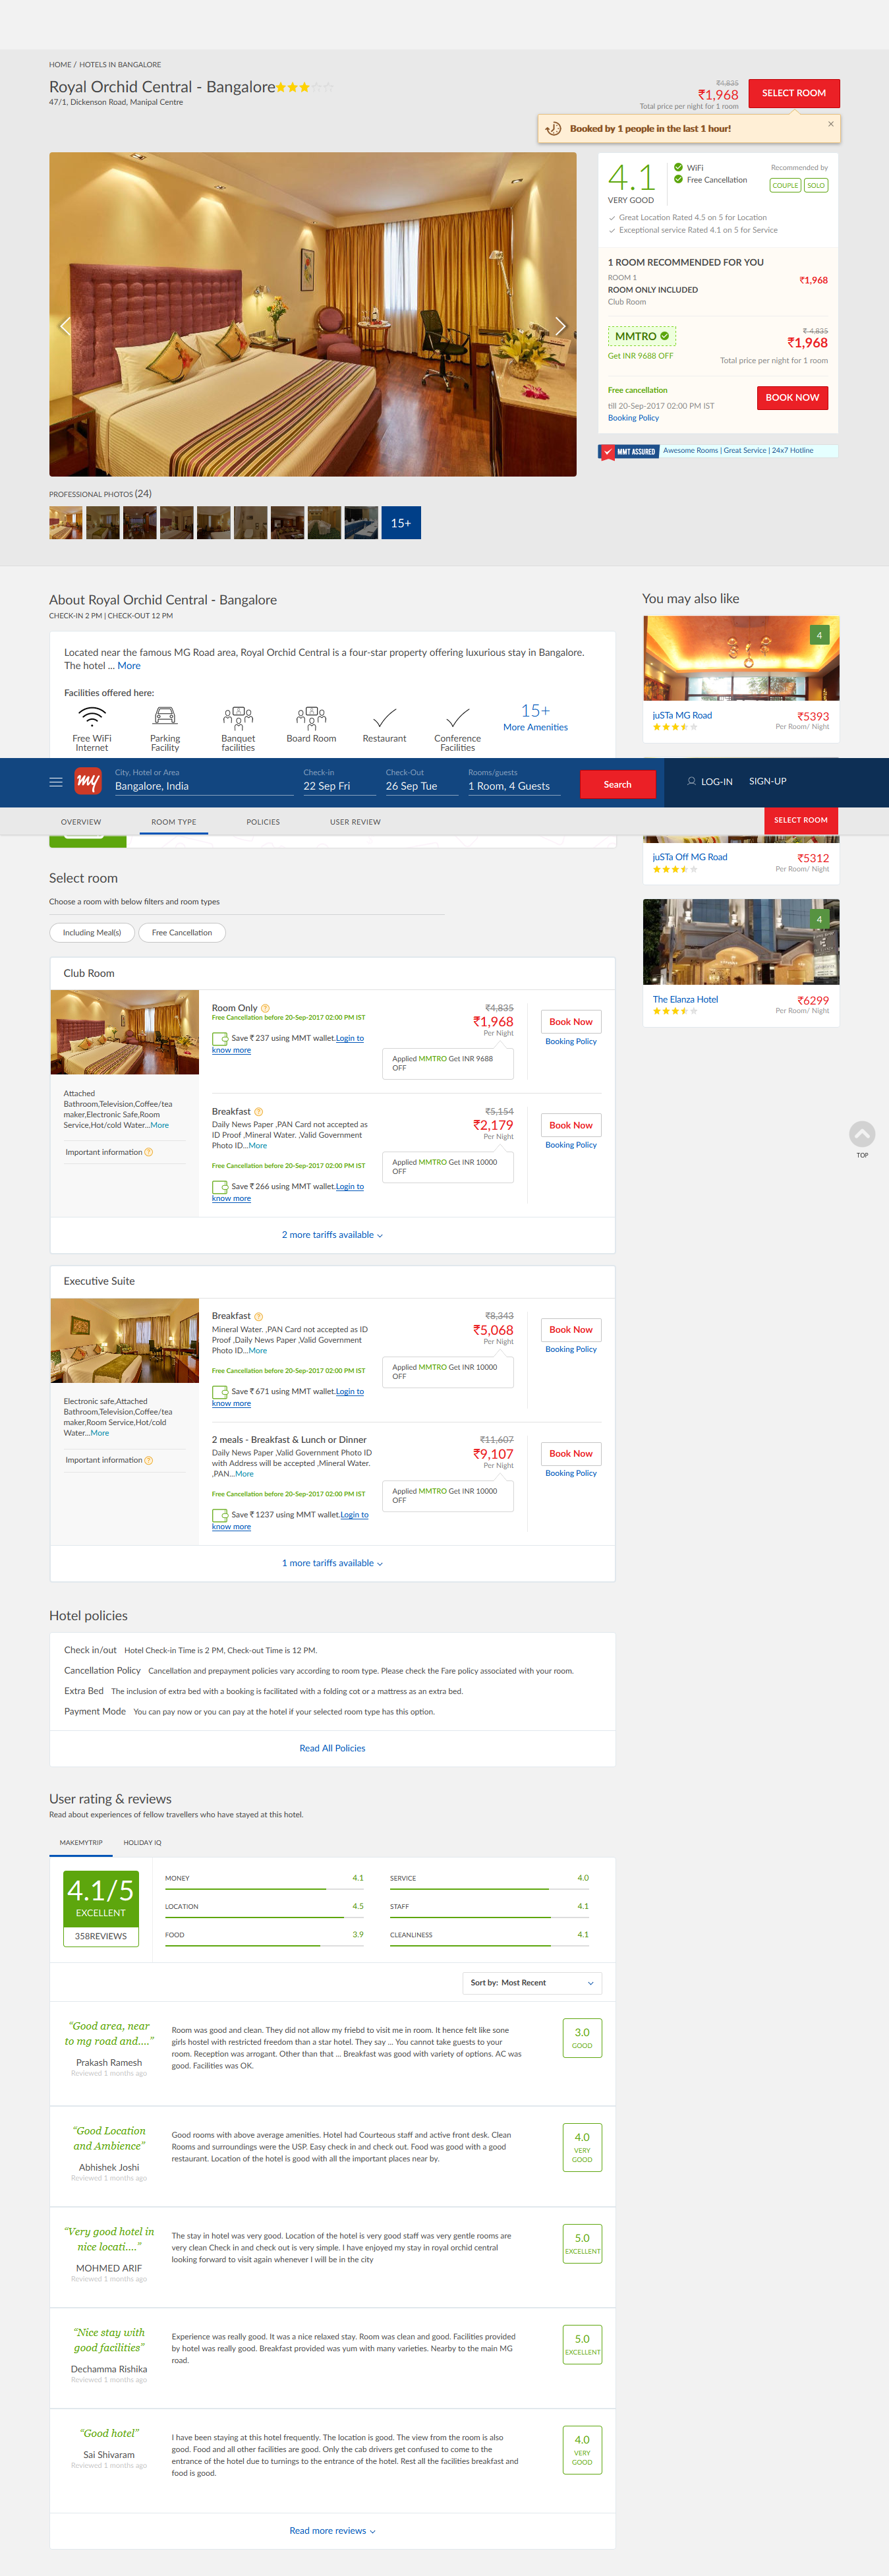 HOME / HOTELS IN BANGALORE
Royal Orchid Central - Bangalore
47/1, Dickenson Road, Manipal Centre
₹4,835
₹1,968
Total price per night for 1 room
SELECT ROOM
Booked by 1 people in the last 1 hour!
4.1
VERY GOOD
WiFi
Free Cancellation
Recommended by
COUPLE SOLO
Great Location Rated 4.5 on 5 for Location
Exceptional service Rated 4.1 on 5 for Service
1 ROOM RECOMMENDED FOR YOU
ROOM 1
₹1,968
ROOM ONLY INCLUDED
Club Room
MMTRO
₹ 4,835
₹1,968
Get INR 9688 OFF
Total price per night for 1 room
Free cancellation
till 20-Sep-2017 02:00 PM IST
Booking Policy
BOOK NOW
MMT ASSURED
Awesome Rooms | Great Service | 24x7 Hotline
PROFESSIONAL PHOTOS (24)
15+
About Royal Orchid Central - Bangalore
CHECK-IN 2 PM | CHECK-OUT 12 PM
Located near the famous MG Road area, Royal Orchid Central is a four-star property offering luxurious stay in Bangalore.
The hotel ... More
Facilities offered here:
Free WiFi
Internet
Parking
Facility
Banquet
facilities
Board Room
Restaurant
Conference
Facilities
15+
More Amenities
You may also like
4
juSTa MG Road
₹5393
Per Room/ Night
my
City, Hotel or Area
Bangalore, India
Check-in
22 Sep Fri
Check-Out
26 Sep Tue
Rooms/guests
1 Room, 4 Guests
Search
LOG-IN
SIGN-UP
OVERVIEW
ROOM TYPE
POLICIES
USER REVIEW
SELECT ROOM
juSTa Off MG Road
₹5312
Per Room/ Night
4
The Elanza Hotel
₹6299
Per Room/ Night
Select room
Choose a room with below filters and room types
Including Meal(s)
Free Cancellation
Club Room
Attached
Bathroom,Television,Coffee/tea
maker,Electronic Safe,Room
Service,Hot/cold Water...More
Important information
Room Only
Free Cancellation before 20-Sep-2017 02:00 PM IST
Save ₹ 237 using MMT wallet.Login to
know more
₹4,835
₹1,968
Per Night
Applied MMTRO Get INR 9688
OFF
Book Now
Booking Policy
Breakfast
Daily News Paper ,PAN Card not accepted as
ID Proof ,Mineral Water. ,Valid Government
Photo ID...More
Free Cancellation before 20-Sep-2017 02:00 PM IST
Save ₹ 266 using MMT wallet.Login to
know more
₹5,154
₹2,179
Per Night
Applied MMTRO Get INR 10000
OFF
Book Now
Booking Policy
2 more tariffs available
TOP
Executive Suite
Electronic safe,Attached
Bathroom,Television,Coffee/tea
maker,Room Service,Hot/cold
Water...More
Important information
Breakfast
Mineral Water. ,PAN Card not accepted as ID
Proof ,Daily News Paper ,Valid Government
Photo ID...More
Free Cancellation before 20-Sep-2017 02:00 PM IST
Save ₹ 671 using MMT wallet.Login to
know more
₹8,343
₹5,068
Per Night
Applied MMTRO Get INR 10000
OFF
Book Now
Booking Policy
2 meals - Breakfast & Lunch or Dinner
Daily News Paper ,Valid Government Photo ID
with Address will be accepted ,Mineral Water.
,PAN...More
Free Cancellation before 20-Sep-2017 02:00 PM IST
Save ₹ 1237 using MMT wallet.Login to
know more
₹11,607
₹9,107
Per Night
Applied MMTRO Get INR 10000
OFF
Book Now
Booking Policy
1 more tariffs available
Hotel policies
Check in/out Hotel Check-in Time is 2 PM, Check-out Time is 12 PM.
Cancellation Policy Cancellation and prepayment policies vary according to room type. Please check the Fare policy associated with your room.
Extra Bed The inclusion of extra bed with a booking is facilitated with a folding cot or a mattress as an extra bed.
Payment Mode You can pay now or you can pay at the hotel if your selected room type has this option.
Read All Policies
User rating & reviews
Read about experiences of fellow travellers who have stayed at this hotel.
MAKEMYTRIP
HOLIDAY IQ
4.1/5
EXCELLENT
358REVIEWS
MONEY 4.1
SERVICE 4.0
LOCATION 4.5
STAFF 4.1
FOOD 3.9
CLEANLINESS 4.1
Sort by: Most Recent
“Good area, near
to mg road and....”
Prakash Ramesh
Reviewed 1 months ago
Room was good and clean. They did not allow my friebd to visit me in room. It hence felt like sone
girls hostel with restricted freedom than a star hotel. They say ... You cannot take guests to your
room. Reception was arrogant. Other than that ... Breakfast was good with variety of options. AC was
good. Facilities was OK.
3.0
GOOD
“Good Location
and Ambience”
Abhishek Joshi
Reviewed 1 months ago
Good rooms with above average amenities. Hotel had Courteous staff and active front desk. Clean
Rooms and surroundings were the USP. Easy check in and check out. Food was good with a good
restaurant. Location of the hotel is good with all the important places near by.
4.0
VERY
GOOD
“Very good hotel in
nice locati....”
MOHMED ARIF
Reviewed 1 months ago
The stay in hotel was very good. Location of the hotel is very good staff was very gentle rooms are
very clean Check in and check out is very simple. I have enjoyed my stay in royal orchid central
looking forward to visit again whenever I will be in the city
5.0
EXCELLENT
“Nice stay with
good facilities”
Dechamma Rishika
Reviewed 1 months ago
Experience was really good. It was a nice relaxed stay. Room was clean and good. Facilities provided
by hotel was really good. Breakfast provided was yum with many varieties. Nearby to the main MG
road.
5.0
EXCELLENT
“Good hotel”
Sai Shivaram
Reviewed 1 months ago
I have been staying at this hotel frequently. The location is good. The view from the room is also
good. Food and all other facilities are good. Only the cab drivers get confused to come to the
entrance of the hotel due to turnings to the entrance of the hotel. Rest all the facilities breakfast and
food is good.
4.0
VERY
GOOD
Read more reviews